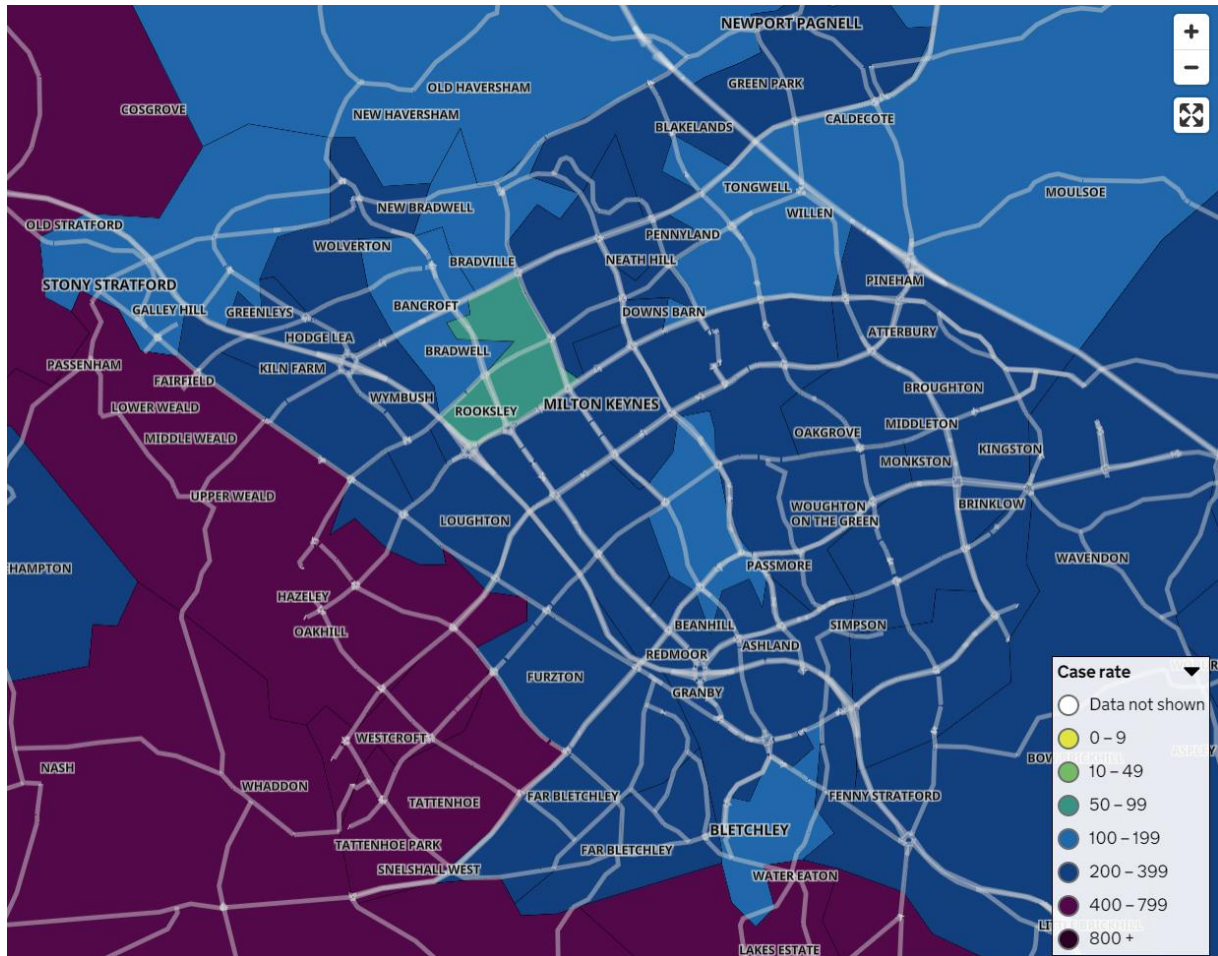 NEWPORT PAGNELL
+
−
OLD HAVERSHAM
GREEN PARK
COSGROVE
NEW HAVERSHAM
BLAKELANDS
CALDECOTE
TONGWELL
MOULSOE
NEW BRADWELL
WILLEN
OLD STRATFORD
PENNYLAND
WOLVERTON
BRADVILLE
NEATH HILL
STONY STRATFORD
PINEHAM
GALLEY HILL
GREENLEYS
BANCROFT
DOWNS BARN
HODGE LEA
ATTERBURY
BRADWELL
PASSENHAM
KILN FARM
FAIRFIELD
BROUGHTON
WYMBUSH
MILTON KEYNES
LOWER WEALD
ROOKSLEY
MIDDLETON
MIDDLE WEALD
OAKGROVE
KINGSTON
MONKSTON
UPPER WEALD
WOUGHTON
ON THE GREEN
BRINKLOW
LOUGHTON
WAVENDON
EHAMPTON
PASSMORE
HAZELEY
OAKHILL
BEANHILL
SIMPSON
ASHLAND
REDMOOR
FURZTON
GRANBY
Case rate
Data not shown
0 – 9
10 – 49
50 – 99
100 – 199
200 – 399
400 – 799
800 +
WESTCROFT
NASH
WHADDON
TATTENHOE
FAR BLETCHLEY
FENNY STRATFORD
BLETCHLEY
TATTENHOE PARK
FAR BLETCHLEY
SNELSHALL WEST
WATER EATON
LAKES ESTATE